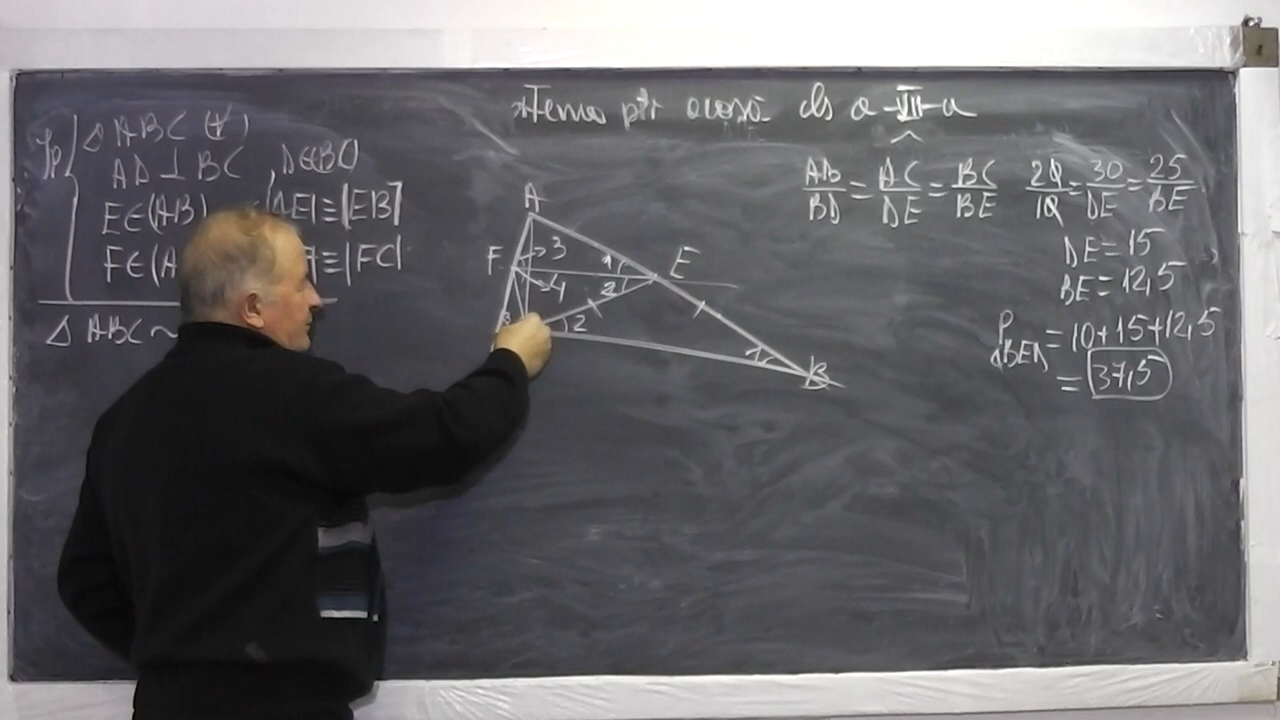 Temă ptr acasă cls a VII-a
Ip
△ ABC (∀)
AD ⊥ BC , D∈(BC)
E∈(AB) |AE|≡|EB|
F∈(A ≡|FC|
△ ABC ~
A
F
3
1
E
4
2
3
2
1
B
AB/BD = AC/DE = BC/BE 20/10 = 30/DE = 25/BE
DE = 15
BE = 12,5
P△BED = 10+15+12,5
= 37,5